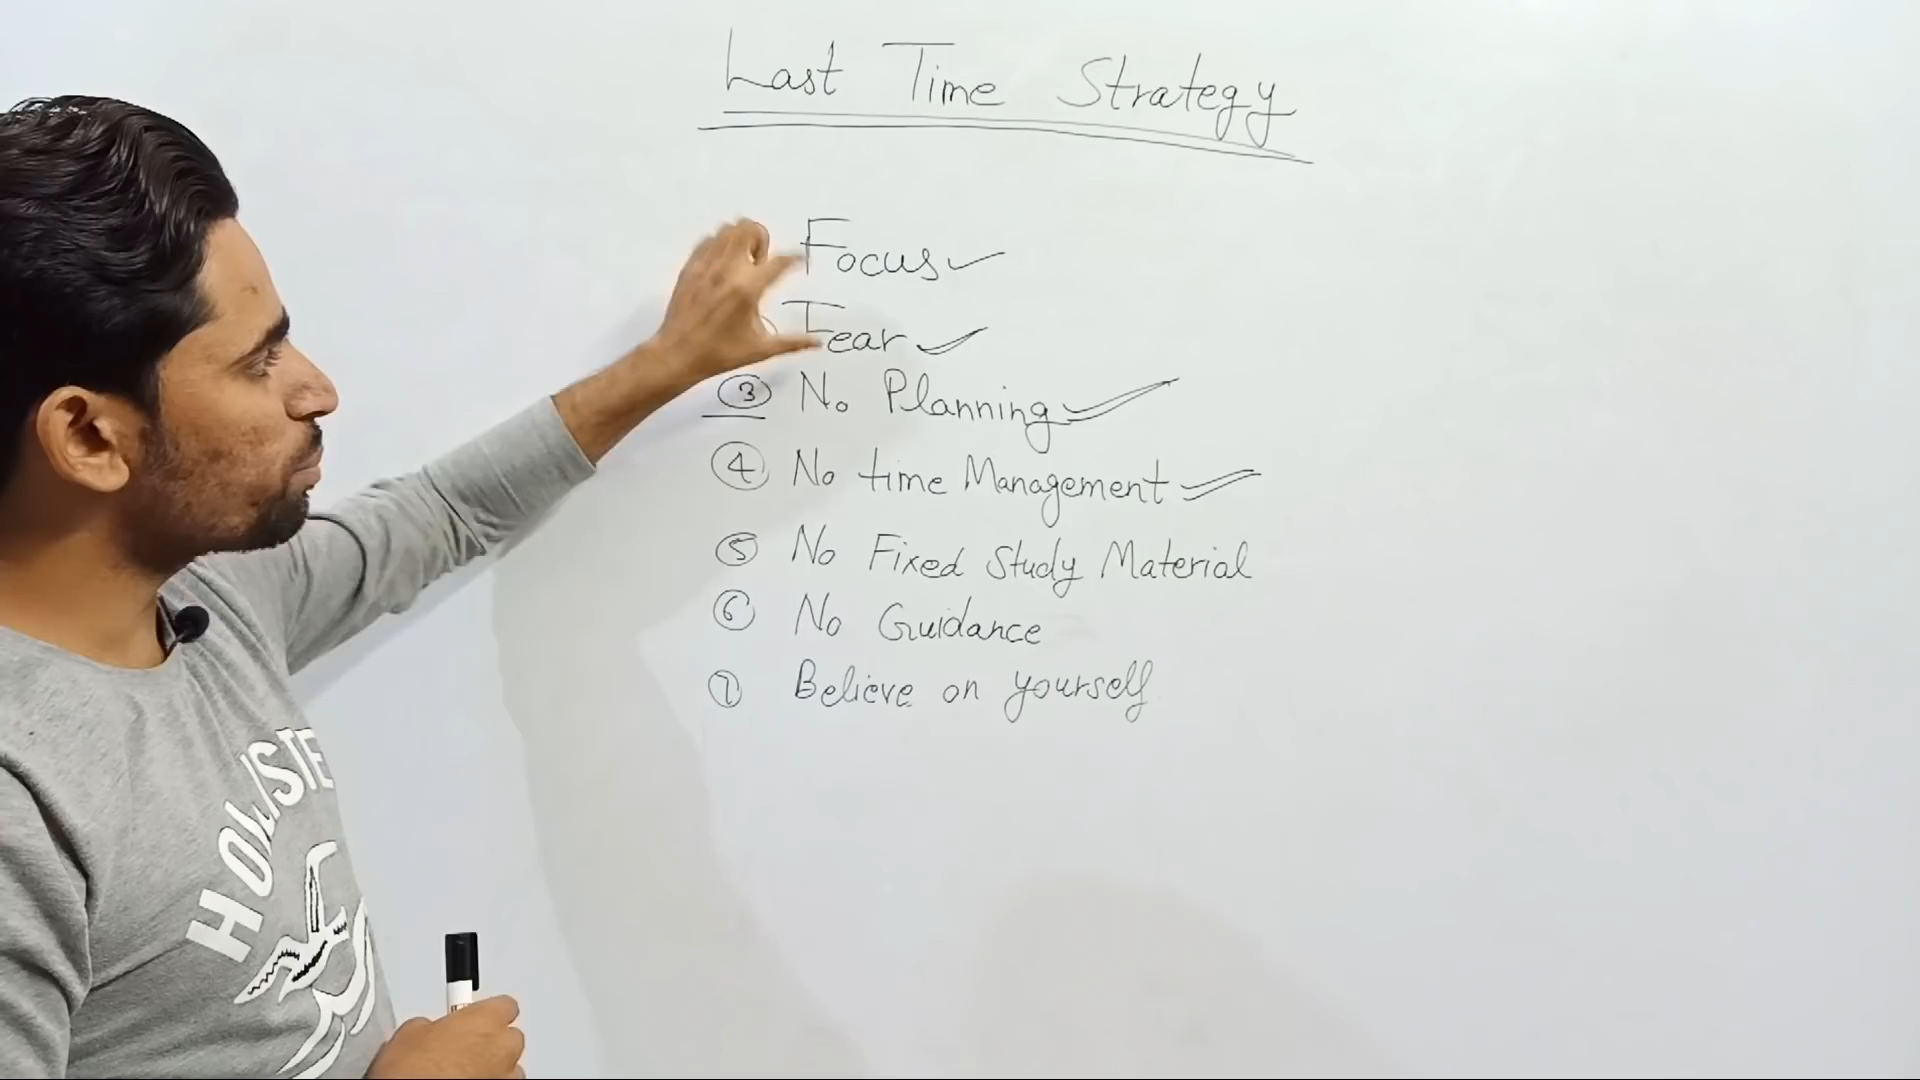 Last Time Strategy
Focus ✓
Fear ✓
③ No Planning ✓
④ No time Management ✓
⑤ No Fixed Study Material
⑥ No Guidance
⑦ Believe on yourself
HOLLISTE